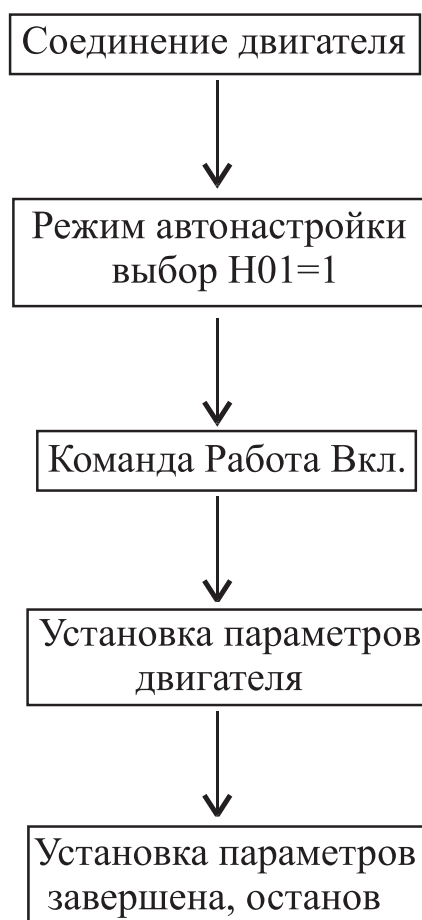 Соединение двигателя
Режим автонастройки
выбор H01=1
Команда Работа Вкл.
Установка параметров
двигателя
Установка параметров
завершена, останов